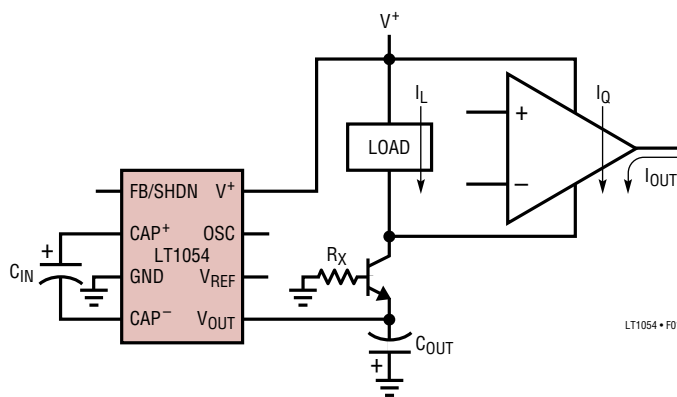 V+
IL
IQ
LOAD
+
−
IOUT
FB/SHDN V+
CAP+ OSC
LT1054
+
CIN
GND VREF
CAP− VOUT
RX
COUT
+
LT1054 • F0